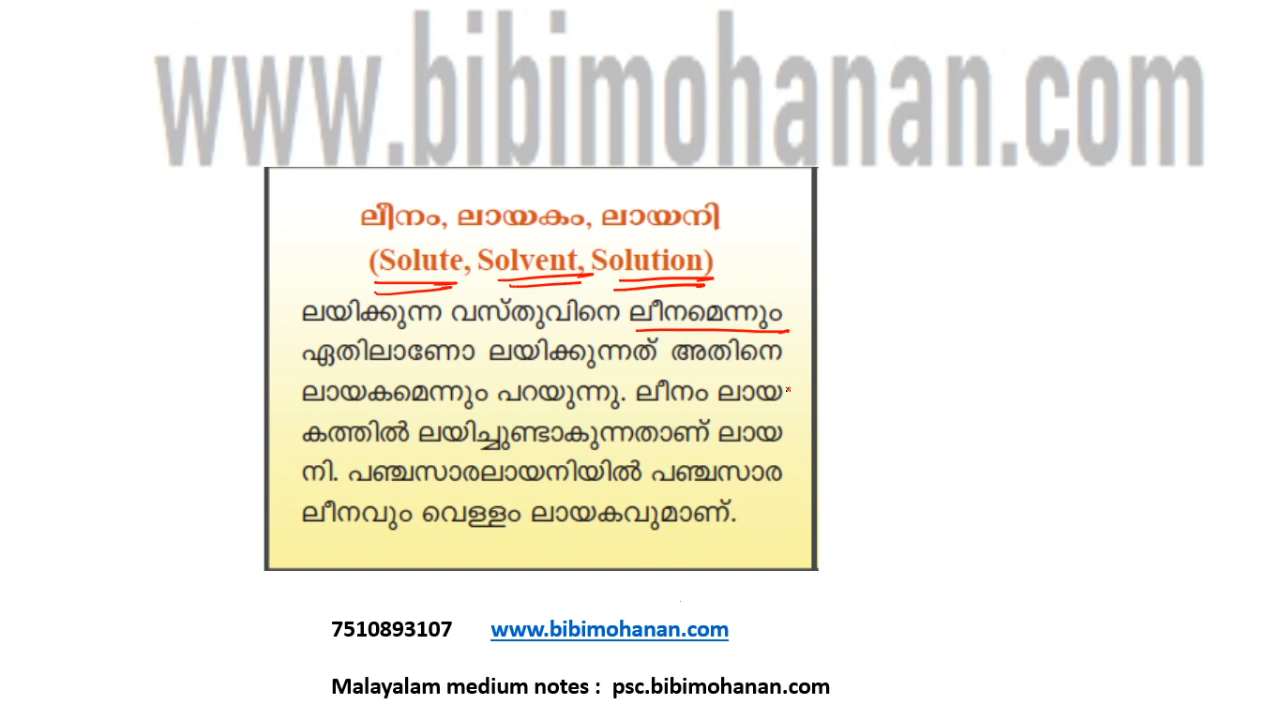 www.bibimohanan.com
ലീനം, ലായകം, ലായനി
(Solute, Solvent, Solution)
ലയിക്കുന്ന വസ്തുവിനെ ലീനമെന്നും
ഏതിലാണോ ലയിക്കുന്നത് അതിനെ
ലായകമെന്നും പറയുന്നു. ലീനം ലായ
കത്തിൽ ലയിച്ചുണ്ടാകുന്നതാണ് ലായ
നി. പഞ്ചസാരലായനിയിൽ പഞ്ചസാര
ലീനവും വെള്ളം ലായകവുമാണ്.
7510893107 www.bibimohanan.com
Malayalam medium notes : psc.bibimohanan.com